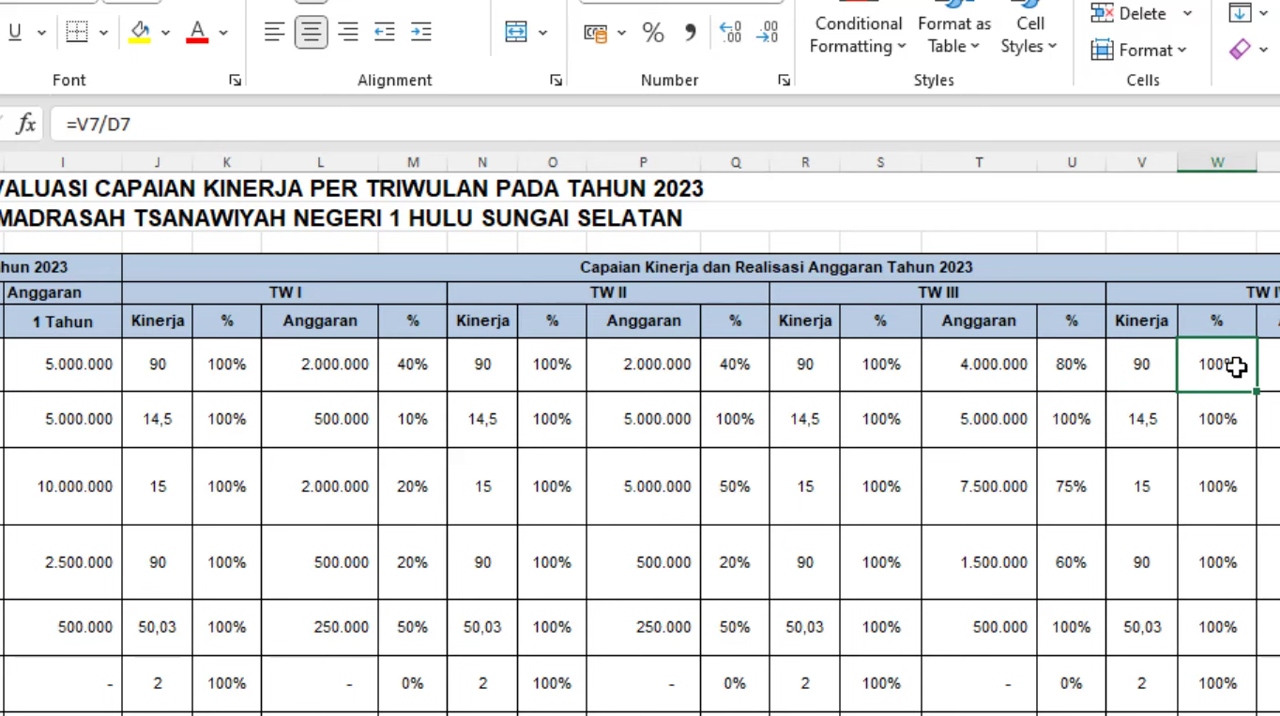 Conditional Format as Cell
Formatting Table Styles
Delete
Format
U A % 00
Font Alignment Number Styles Cells
fx =V7/D7
I J K L M N O P Q R S T U V W
VALUASI CAPAIAN KINERJA PER TRIWULAN PADA TAHUN 2023
MADRASAH TSANAWIYAH NEGERI 1 HULU SUNGAI SELATAN
hun 2023 Capaian Kinerja dan Realisasi Anggaran Tahun 2023
Anggaran TW I TW II TW III TW I
1 Tahun Kinerja % Anggaran % Kinerja % Anggaran % Kinerja % Anggaran % Kinerja %
5.000.000 90 100% 2.000.000 40% 90 100% 2.000.000 40% 90 100% 4.000.000 80% 90 100%
5.000.000 14,5 100% 500.000 10% 14,5 100% 5.000.000 100% 14,5 100% 5.000.000 100% 14,5 100%
10.000.000 15 100% 2.000.000 20% 15 100% 5.000.000 50% 15 100% 7.500.000 75% 15 100%
2.500.000 90 100% 500.000 20% 90 100% 500.000 20% 90 100% 1.500.000 60% 90 100%
500.000 50,03 100% 250.000 50% 50,03 100% 250.000 50% 50,03 100% 500.000 100% 50,03 100%
- 2 100% - 0% 2 100% - 0% 2 100% - 0% 2 100%